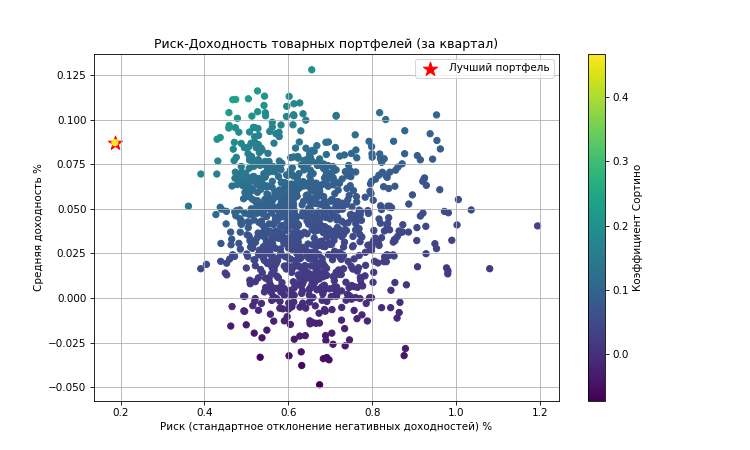 Риск-Доходность товарных портфелей (за квартал)
Лучший портфель
Средняя доходность %
0.125
0.100
0.075
0.050
0.025
0.000
−0.025
−0.050
0.2 0.4 0.6 0.8 1.0 1.2
Риск (стандартное отклонение негативных доходностей) %
0.4
0.3
0.2
0.1
0.0
Коэффициент Сортино